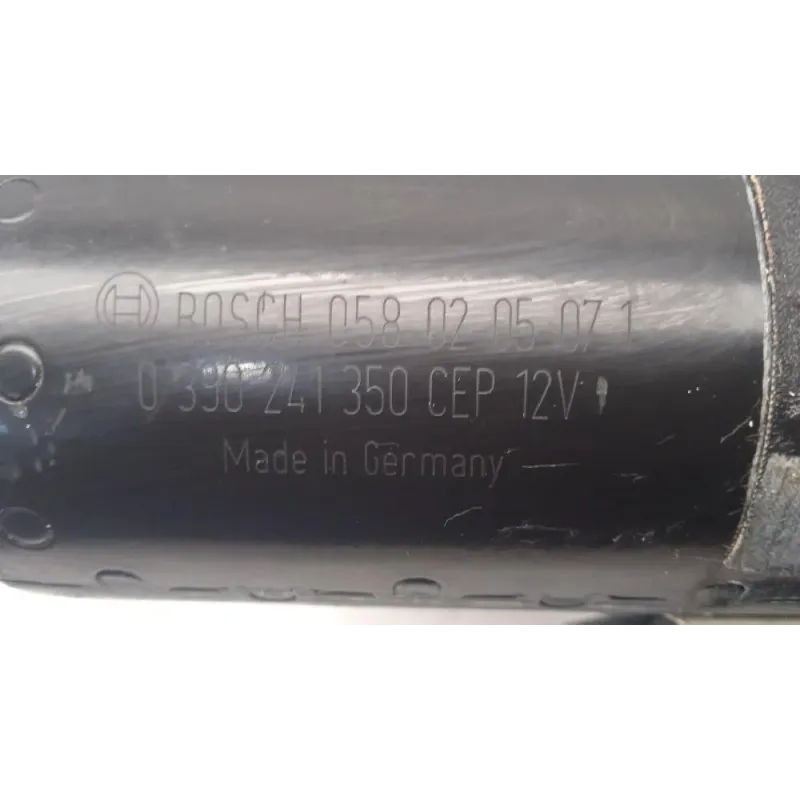 BOSCH 058 02 05 07 1
0 390 241 350 CEP 12V
Made in Germany